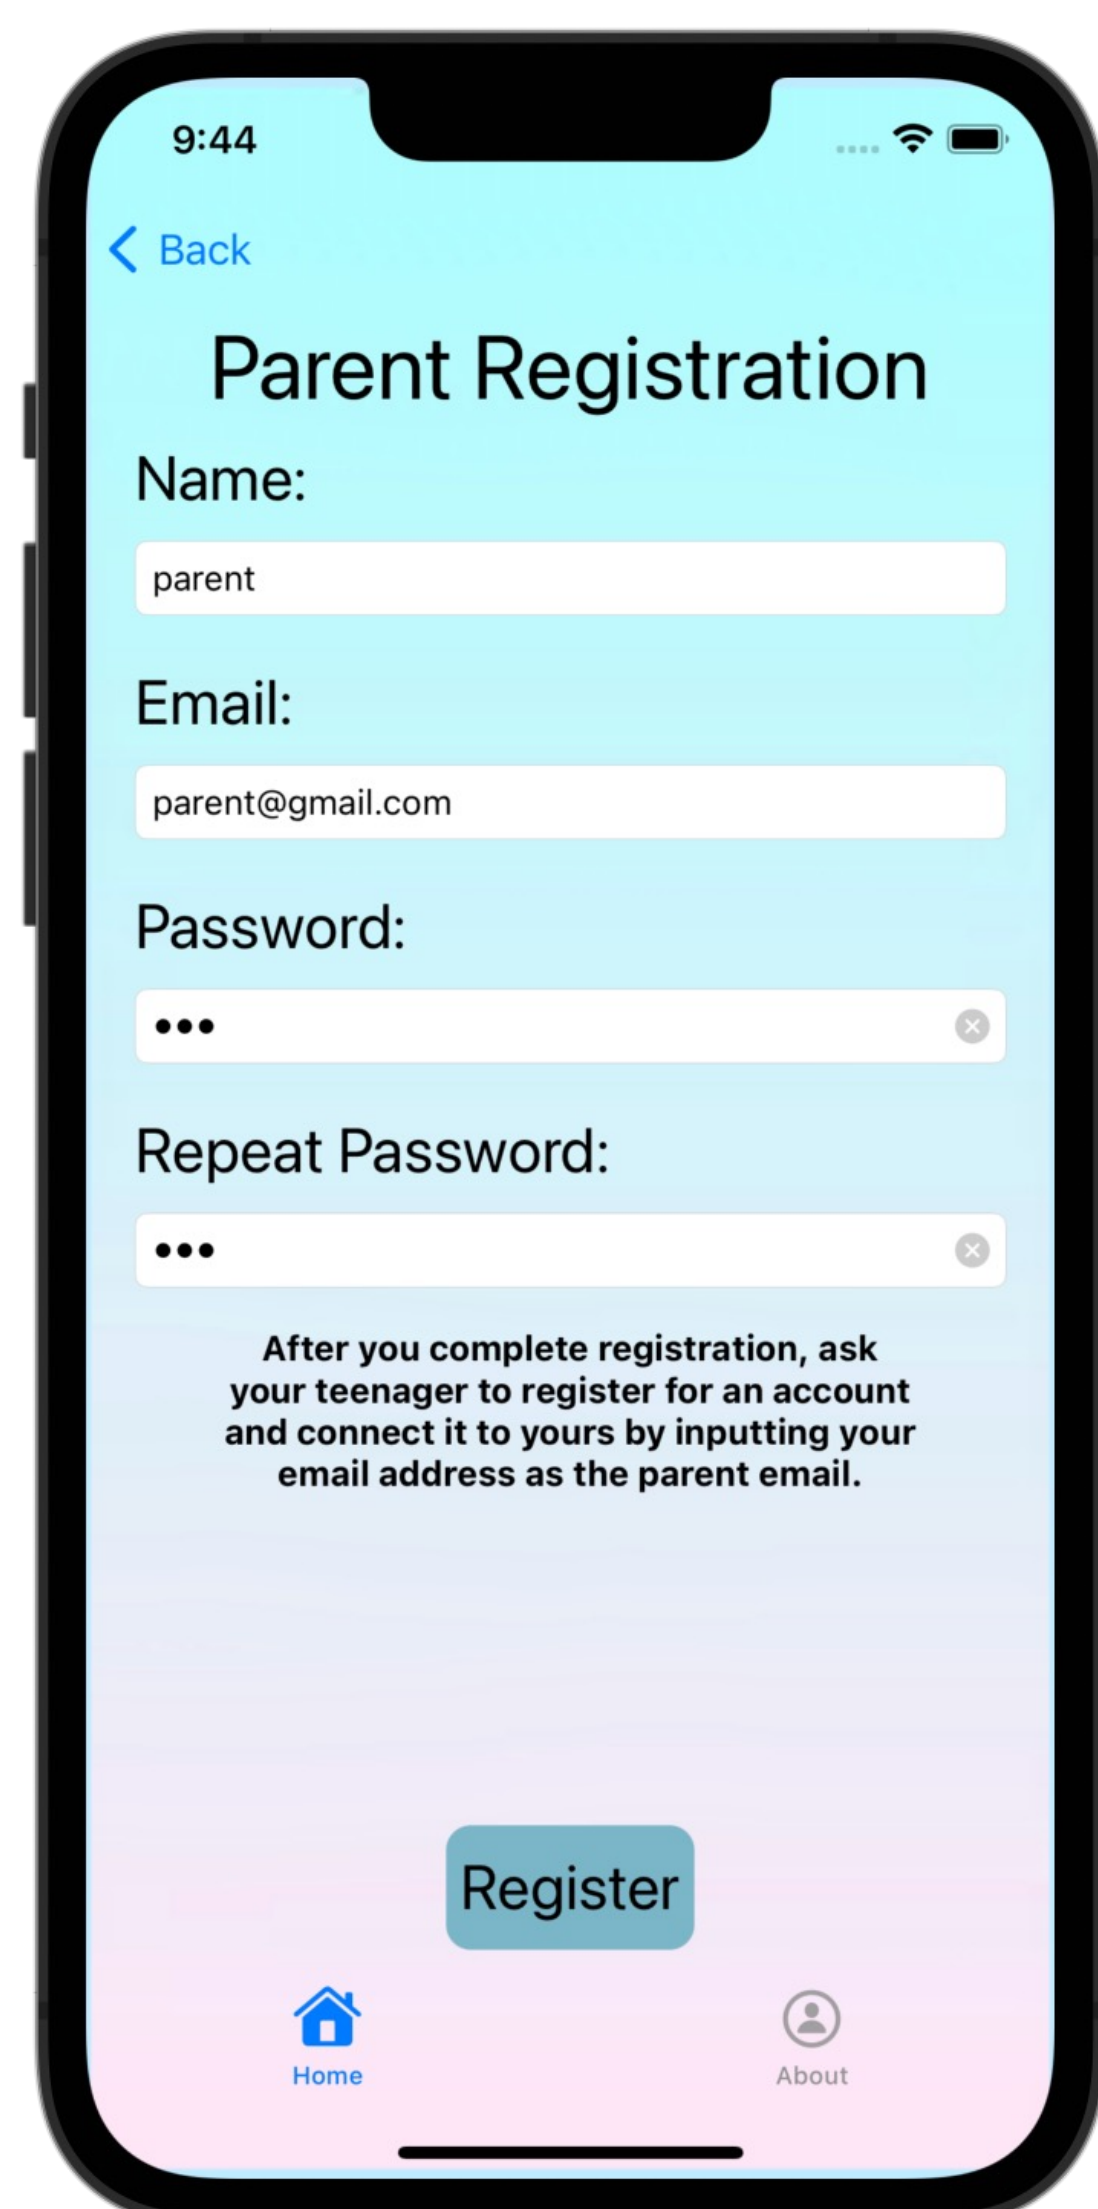 9:44
Back
Parent Registration
Name:
parent
Email:
parent@gmail.com
Password:
•••
Repeat Password:
•••
After you complete registration, ask
your teenager to register for an account
and connect it to yours by inputting your
email address as the parent email.
Register
Home
About